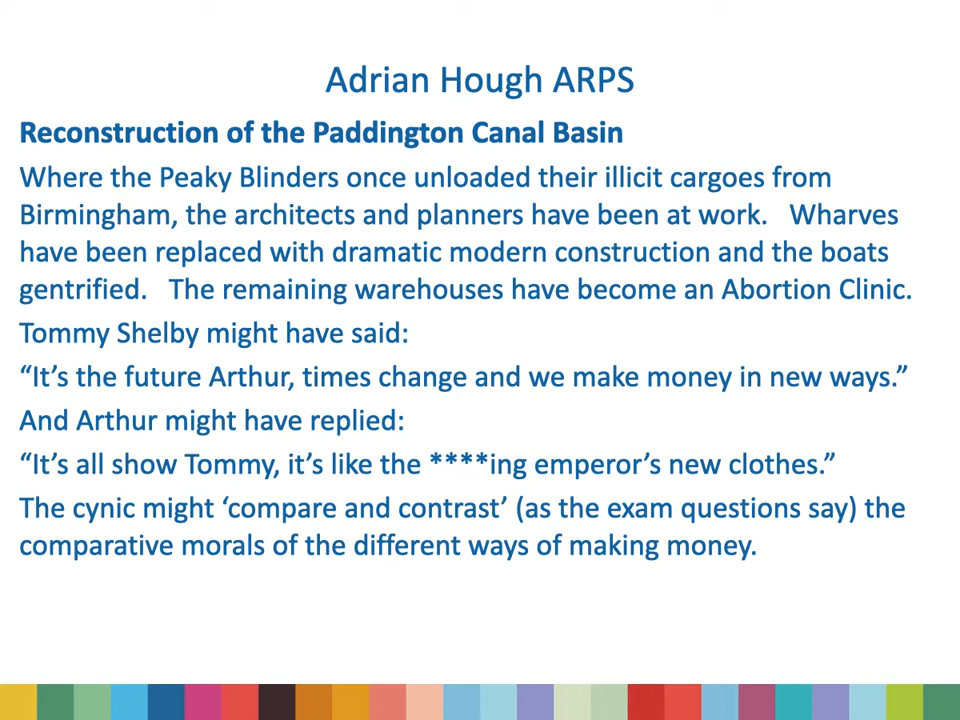 Adrian Hough ARPS
Reconstruction of the Paddington Canal Basin
Where the Peaky Blinders once unloaded their illicit cargoes from
Birmingham, the architects and planners have been at work.   Wharves
have been replaced with dramatic modern construction and the boats
gentrified.   The remaining warehouses have become an Abortion Clinic.
Tommy Shelby might have said:
“It’s the future Arthur, times change and we make money in new ways.”
And Arthur might have replied:
“It’s all show Tommy, it’s like the ****ing emperor’s new clothes.”
The cynic might ‘compare and contrast’ (as the exam questions say) the
comparative morals of the different ways of making money.